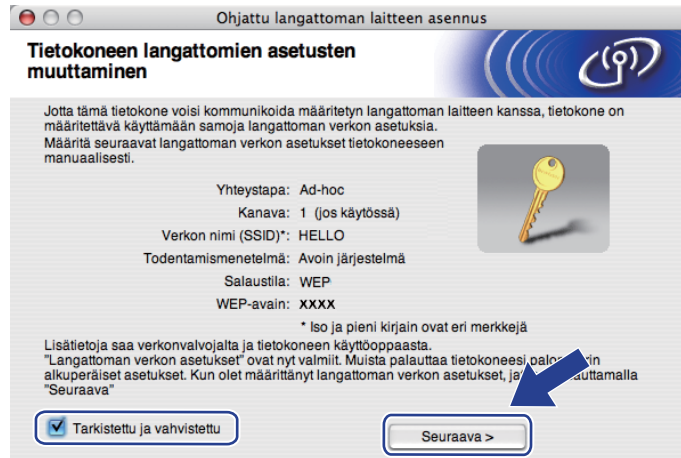 Ohjattu langattoman laitteen asennus
Tietokoneen langattomien asetusten
muuttaminen
Jotta tämä tietokone voisi kommunikoida määritetyn langattoman laitteen kanssa, tietokone on
määritettävä käyttämään samoja langattoman verkon asetuksia.
Määritä seuraavat langattoman verkon asetukset tietokoneeseen
manuaalisesti.
Yhteystapa: Ad-hoc
Kanava: 1 (jos käytössä)
Verkon nimi (SSID)*: HELLO
Todentamismenetelmä: Avoin järjestelmä
Salaustila: WEP
WEP-avain: XXXX
* Iso ja pieni kirjain ovat eri merkkejä
Lisätietoja saa verkonvalvojalta ja tietokoneen käyttöoppaasta.
"Langattoman verkon asetukset" ovat nyt valmiit. Muista palauttaa tietokoneesi
alkuperäiset asetukset. Kun olet määrittänyt langattoman verkon asetukset,
"Seuraava"
Tarkistettu ja vahvistettu
Seuraava >